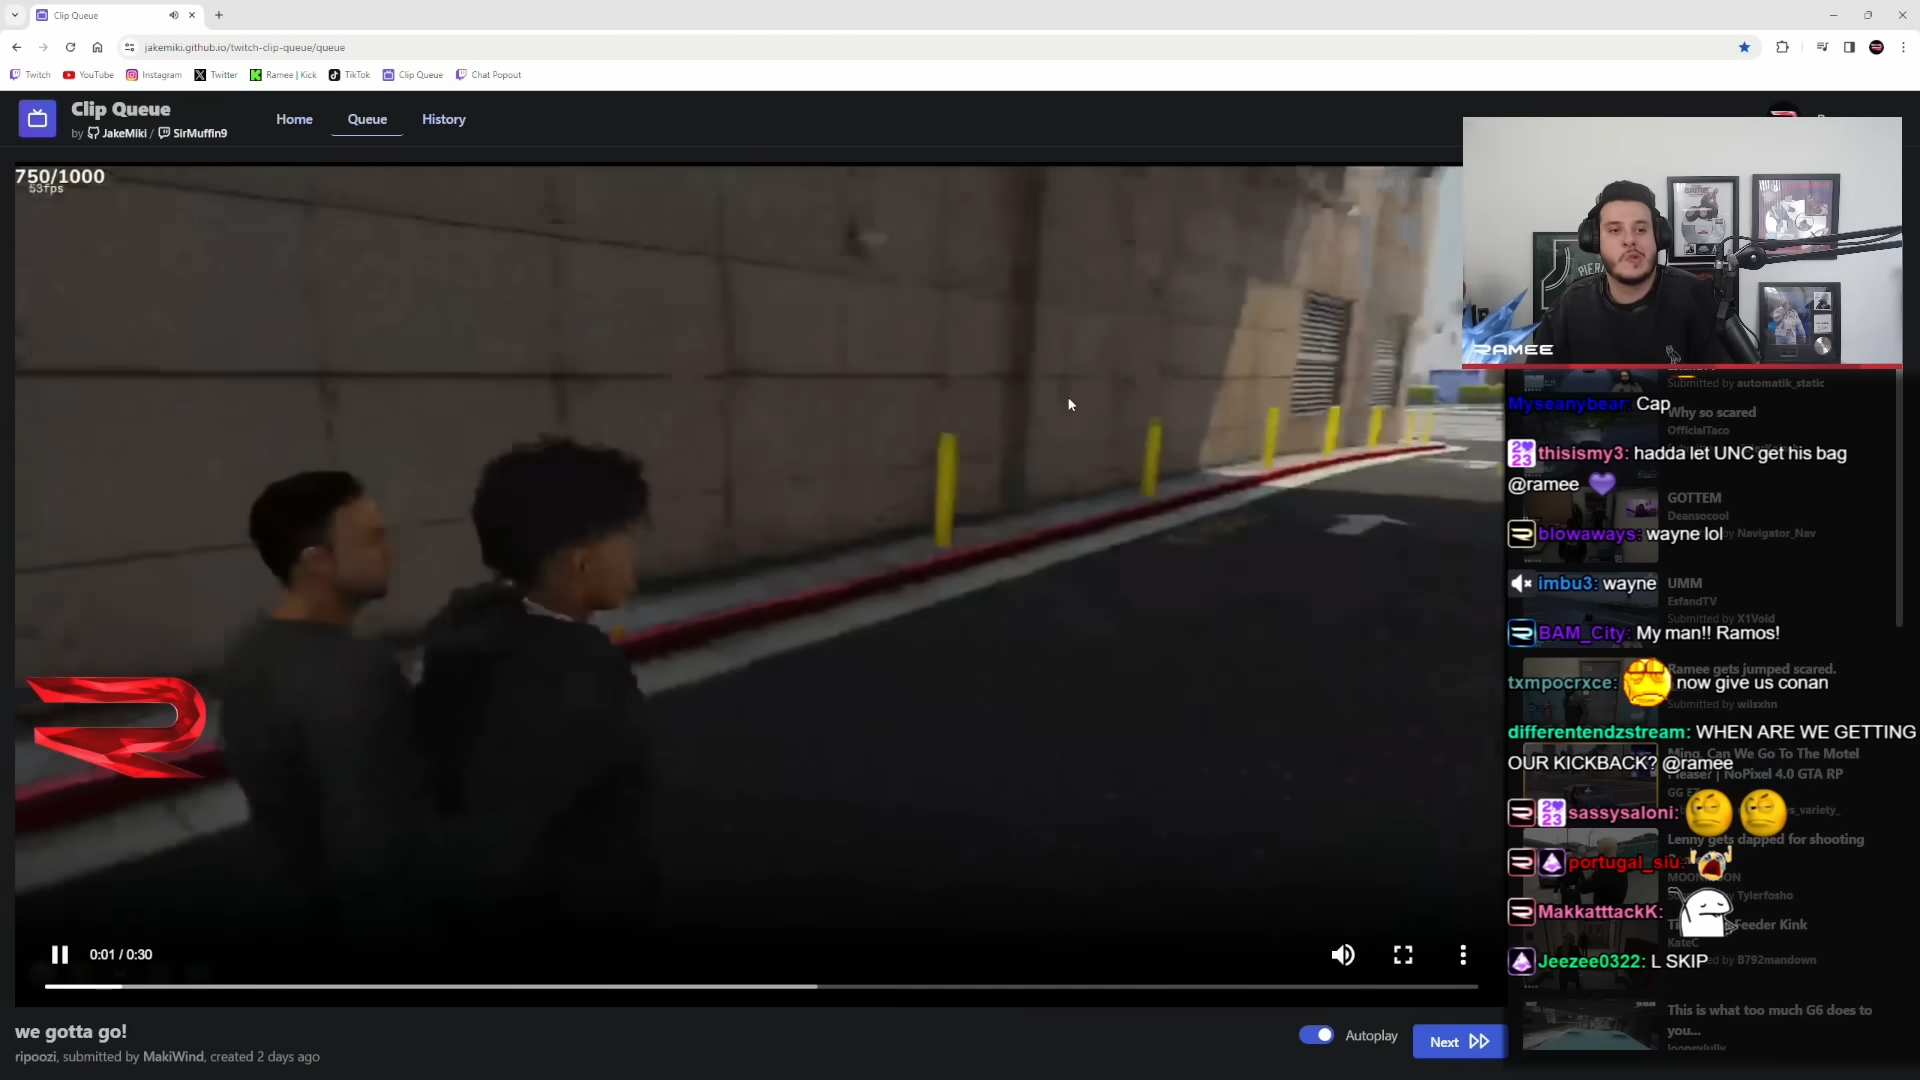 Clip Queue
jakemiki.github.io/twitch-clip-queue/queue
Twitch
YouTube
Instagram
Twitter
Ramee | Kick
TikTok
Clip Queue
Chat Popout
Clip Queue
by JakeMiki / SirMuffin9
Home
Queue
History
750/1000
53fps
PIER
RAMEE
Submitted by automatik_static
Myseanybear: Cap
Why so scared
OfficialTaco
thisismy3: hadda let UNC get his bag
@ramee
GOTTEM
Deansocool
by Navigator_Nav
blowaways: wayne lol
imbu3: wayne
UMM
EsfandTV
Submitted by X1Void
BAM_City: My man!! Ramos!
Ramee gets jumped scared.
txmpocrxce: now give us conan
Submitted by wilsxhn
differentendzstream: WHEN ARE WE GETTING
OUR KICKBACK? @ramee
Ming, Can We Go To The Motel
Please? | NoPixel 4.0 GTA RP
sassysaloni:
Lenny gets dapped for shooting
portugal_siu:
by Tylerfosho
MakkatttackK:
Feeder Kink
KateC
Jeezee0322: L SKIP
by B792mandown
This is what too much G6 does to
you...
0:01 / 0:30
we gotta go!
ripoozi, submitted by MakiWind, created 2 days ago
Autoplay
Next